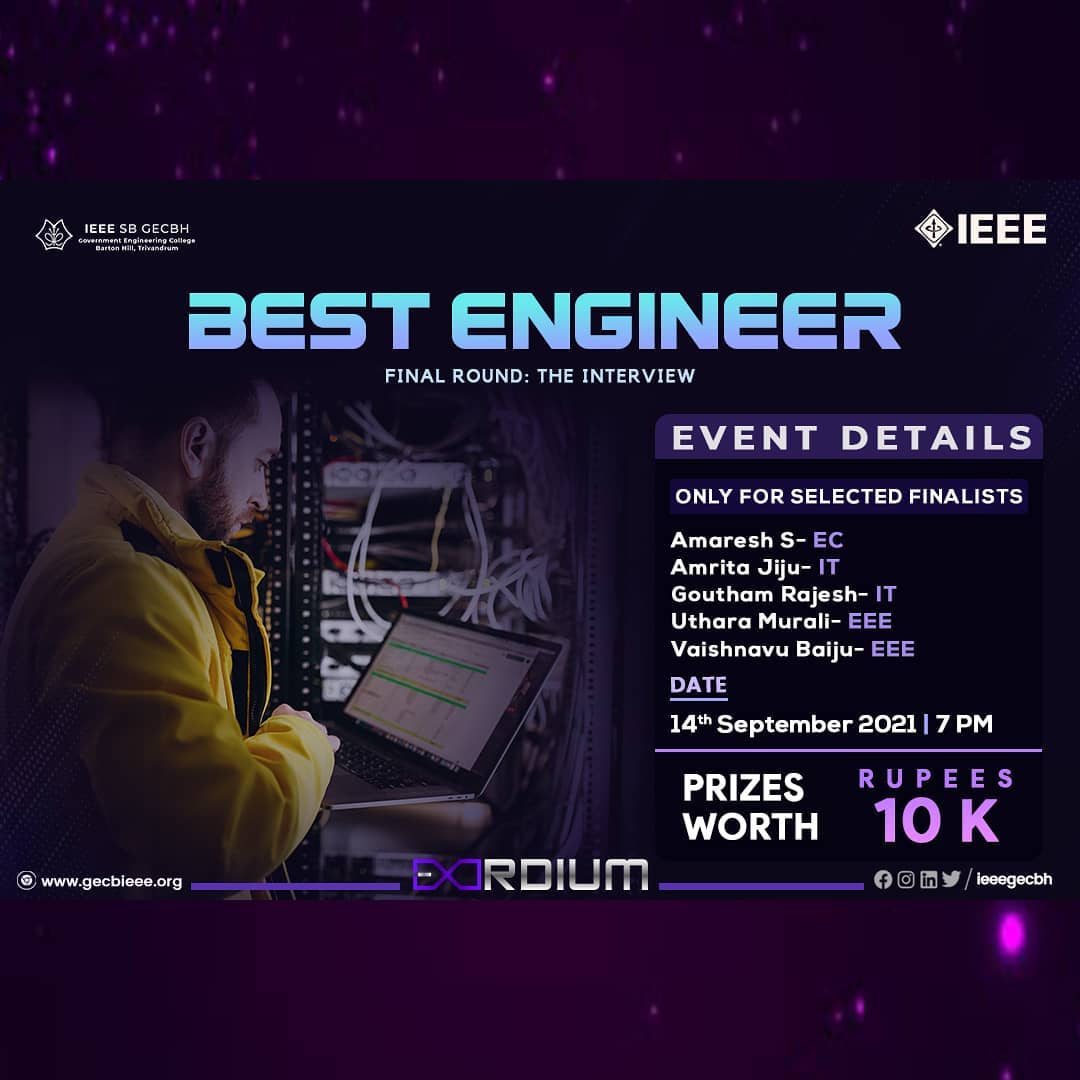 IEEE SB GECBH
Government Engineering College
Barton Hill, Trivandrum
IEEE
BEST ENGINEER
FINAL ROUND: THE INTERVIEW
EVENT DETAILS
ONLY FOR SELECTED FINALISTS
Amaresh S- EC
Amrita Jiju- IT
Goutham Rajesh- IT
Uthara Murali- EEE
Vaishnavu Baiju- EEE
DATE
14th September 2021 | 7 PM
PRIZES WORTH
RUPEES
10 K
www.gecbieee.org
EXORDIUM
/ieeegecbh